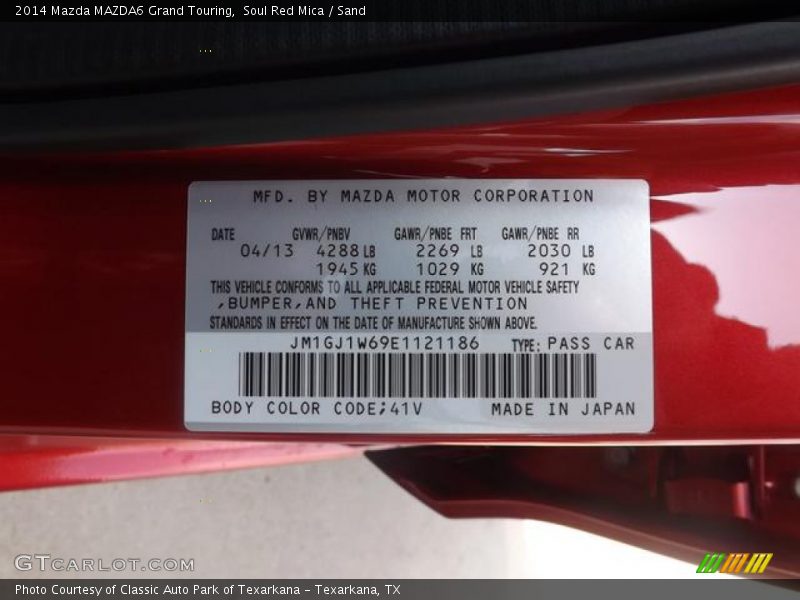 2014 Mazda MAZDA6 Grand Touring, Soul Red Mica / Sand
MFD. BY MAZDA MOTOR CORPORATION
DATE GVWR/PNBV GAWR/PNBE FRT GAWR/PNBE RR
04/13 4288 LB 2269 LB 2030 LB
1945 KG 1029 KG 921 KG
THIS VEHICLE CONFORMS TO ALL APPLICABLE FEDERAL MOTOR VEHICLE SAFETY
,BUMPER,AND THEFT PREVENTION
STANDARDS IN EFFECT ON THE DATE OF MANUFACTURE SHOWN ABOVE.
JM1GJ1W69E1121186 TYPE: PASS CAR
BODY COLOR CODE;41V MADE IN JAPAN
GTCARLOT.COM
Photo Courtesy of Classic Auto Park of Texarkana - Texarkana, TX